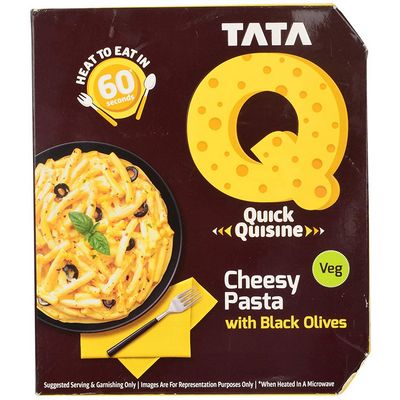 TATA
HEAT TO EAT IN
60
seconds
Q
Quick
Quisine
Veg
Cheesy
Pasta
with Black Olives
Suggested Serving & Garnishing Only | Images Are For Representation Purposes Only | *When Heated In A Microwave